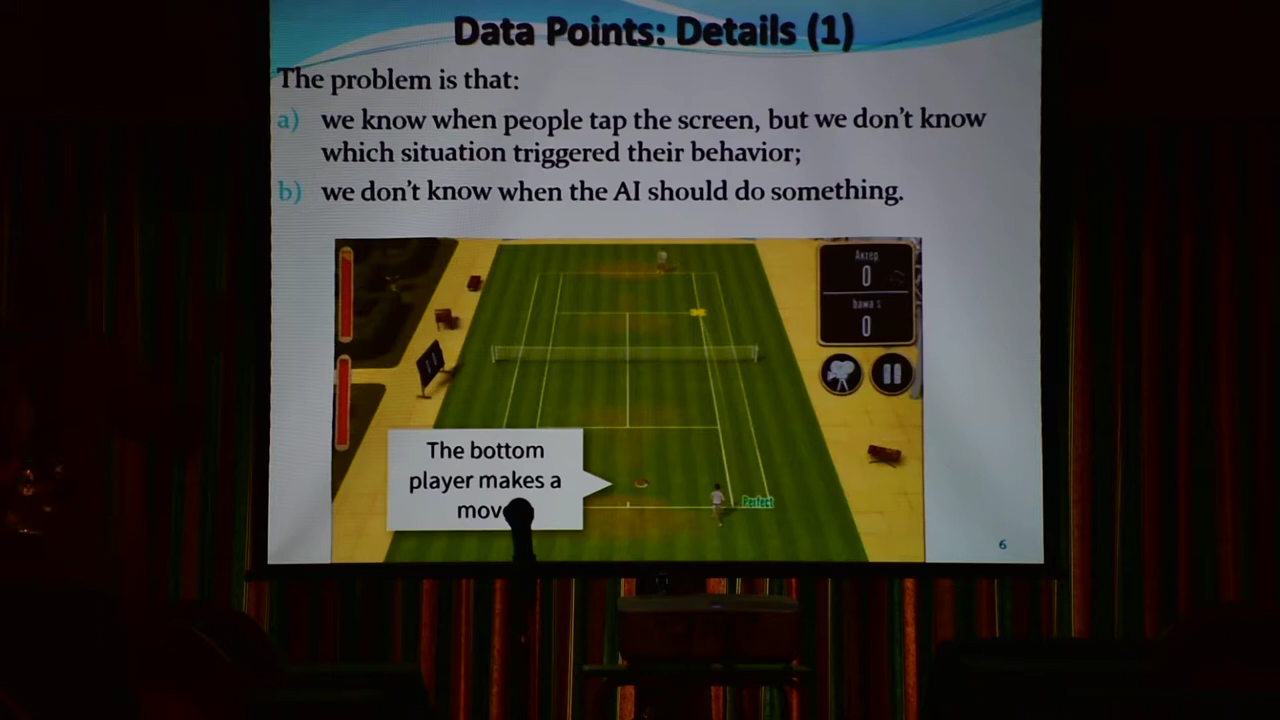 Data Points: Details (1)
The problem is that:
a) we know when people tap the screen, but we don't know
which situation triggered their behavior;
b) we don't know when the AI should do something.
Актер
0
0
The bottom
player makes a
Perfect
6